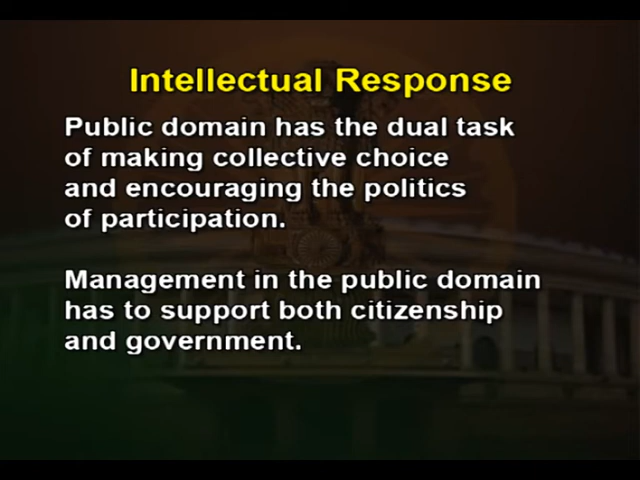 Intellectual Response
Public domain has the dual task
of making collective choice
and encouraging the politics
of participation.
Management in the public domain
has to support both citizenship
and government.